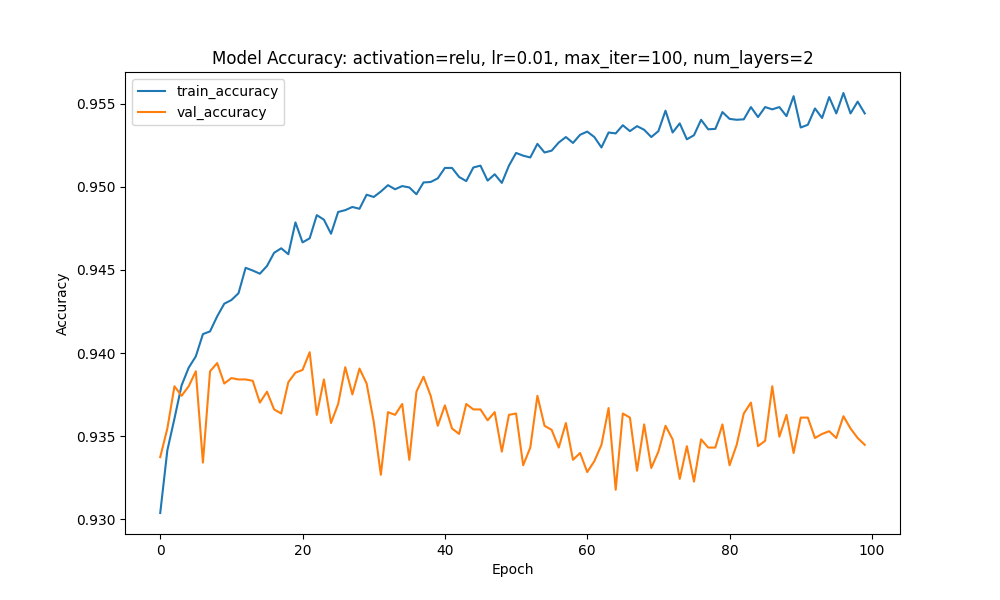 Model Accuracy: activation=relu, lr=0.01, max_iter=100, num_layers=2
train_accuracy
val_accuracy
0.955
0.950
0.945
0.940
0.935
0.930
Accuracy
0 20 40 60 80 100
Epoch